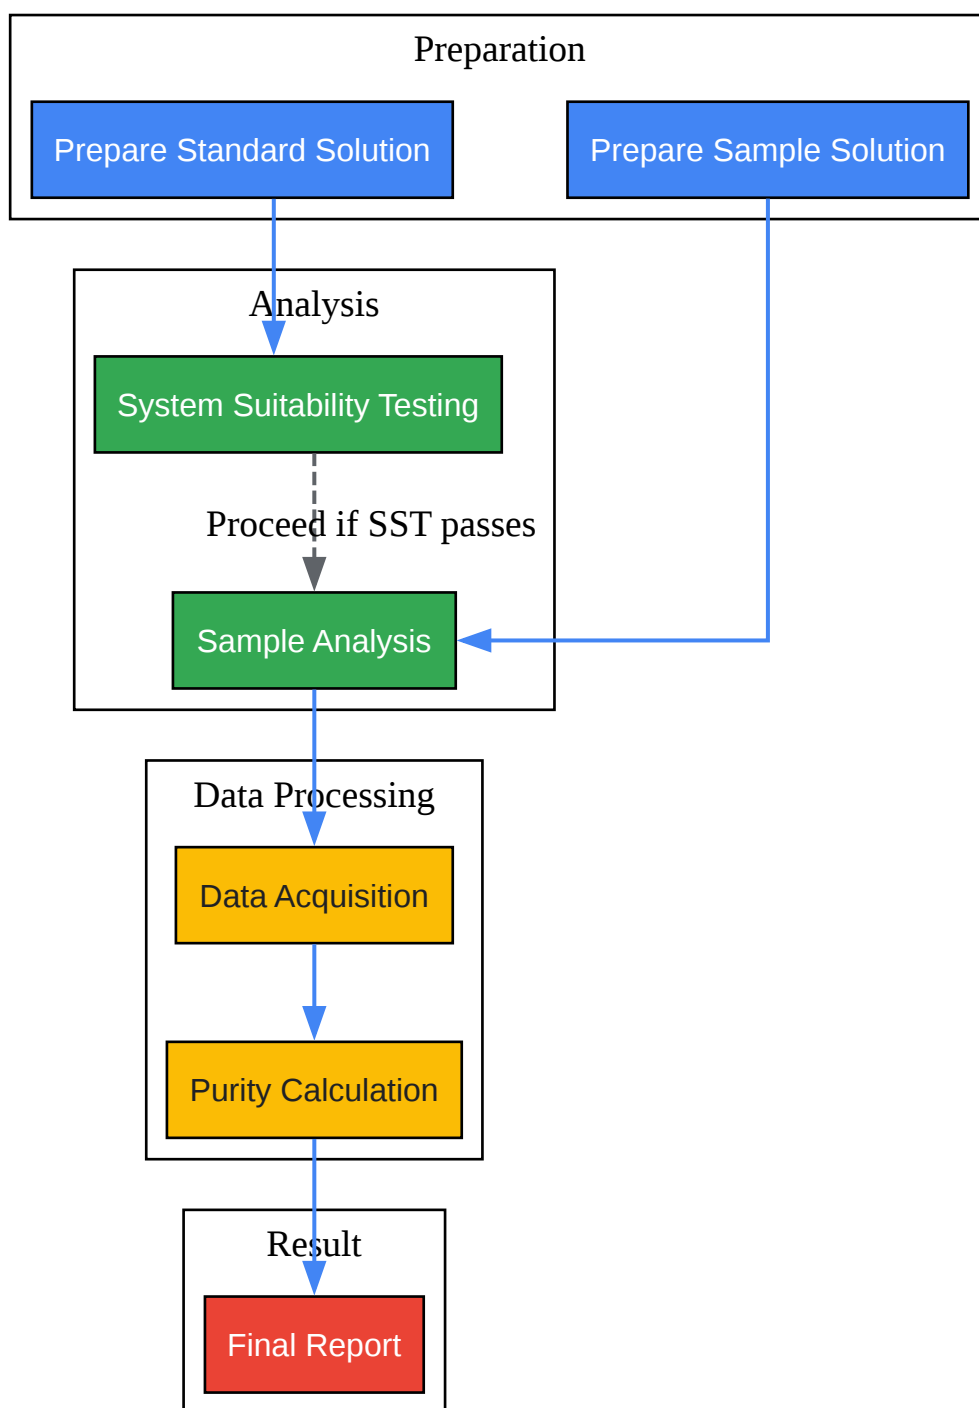 Preparation
Prepare Standard Solution
Prepare Sample Solution
Analysis
System Suitability Testing
Proceed if SST passes
Sample Analysis
Data Processing
Data Acquisition
Purity Calculation
Result
Final Report